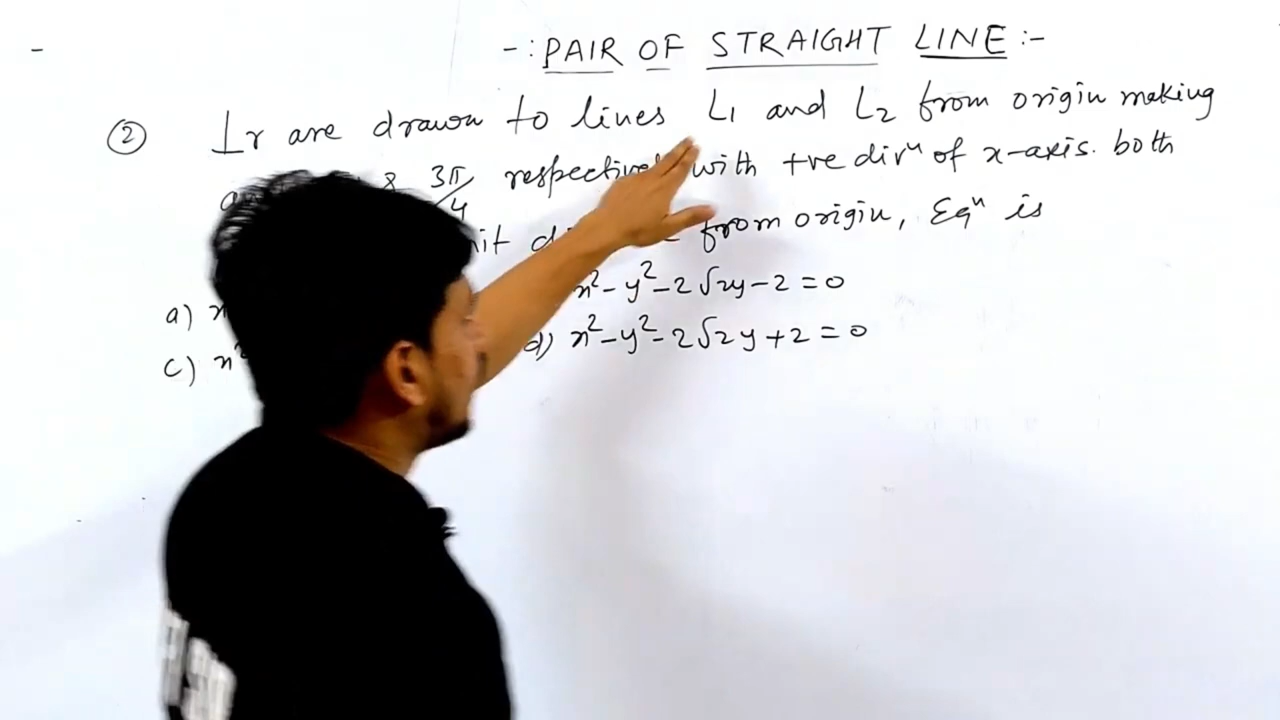 -: PAIR OF STRAIGHT LINE :-
② ⊥r are drawn to lines L₁ and L₂ from origin making
& 3π/4 respectively with +ve dirⁿ of x-axis. both
from origin, Eqⁿ is
a) x² - y² - 2√2y - 2 = 0
c) x² d) x² - y² - 2√2y + 2 = 0